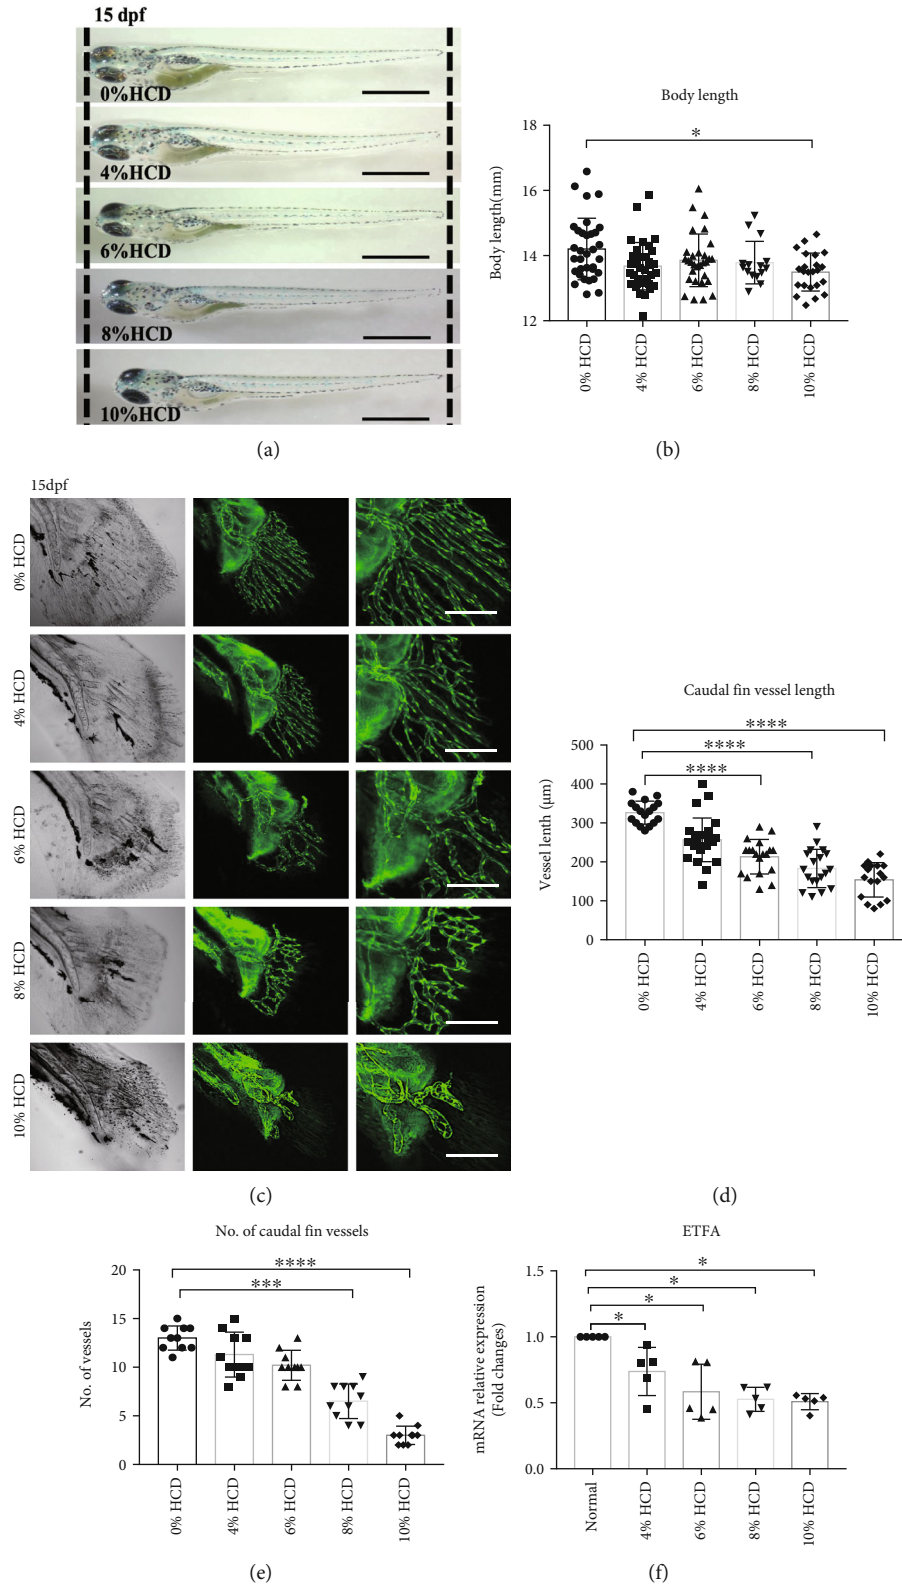 15 dpf
0%HCD
4%HCD
6%HCD
8%HCD
10%HCD
(a)
Body length
*
Body length(mm)
18
16
14
12
0% HCD
4% HCD
6% HCD
8% HCD
10% HCD
(b)
15dpf
0% HCD
4% HCD
6% HCD
8% HCD
10% HCD
(c)
Caudal fin vessel length
****
****
****
Vessel lenth (μm)
500
400
300
200
100
0
0% HCD
4% HCD
6% HCD
8% HCD
10% HCD
(d)
No. of caudal fin vessels
****
***
No. of vessels
20
15
10
5
0
0% HCD
4% HCD
6% HCD
8% HCD
10% HCD
(e)
ETFA
*
*
*
*
mRNA relative expression
(Fold changes)
1.5
1.0
0.5
0.0
Normal
4% HCD
6% HCD
8% HCD
10% HCD
(f)